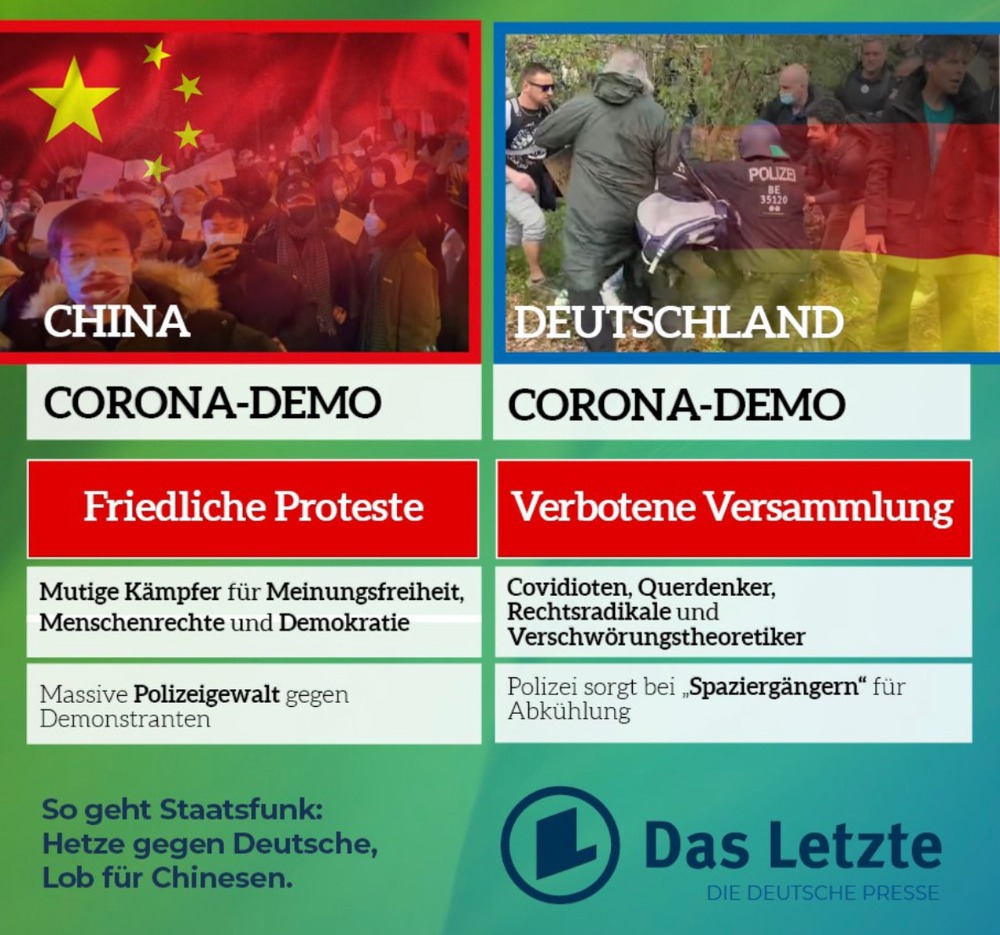 CHINA
CORONA-DEMO
Friedliche Proteste
Mutige Kämpfer für Meinungsfreiheit,
Menschenrechte und Demokratie
Massive Polizeigewalt gegen
Demonstranten
POLIZEI
BE
35120
DEUTSCHLAND
CORONA-DEMO
Verbotene Versammlung
Covidioten, Querdenker,
Rechtsradikale und
Verschwörungstheoretiker
Polizei sorgt bei „Spaziergängern“ für
Abkühlung
So geht Staatsfunk:
Hetze gegen Deutsche,
Lob für Chinesen.
Das Letzte
DIE DEUTSCHE PRESSE